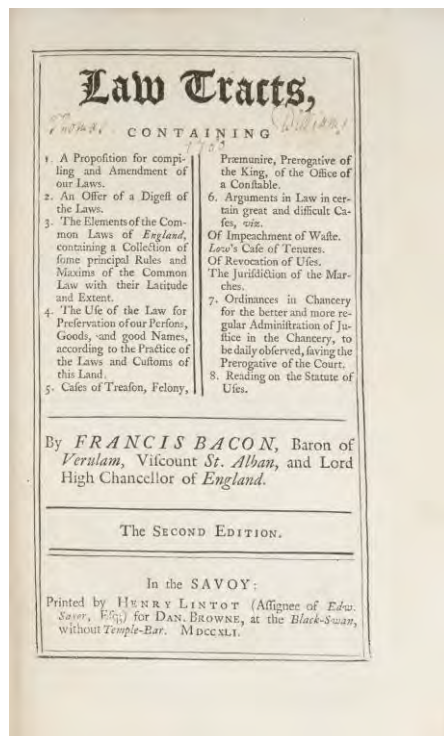 Law Tracts,
Thomas Williams
CONTAINING
1. A Propoſition for compi-
ling and Amendment of
our Laws.
2. An Offer of a Digeſt of
the Laws.
3. The Elements of the Com-
mon Laws of England,
containing a Collection of
ſome principal Rules and
Maxims of the Common
Law with their Latitude
and Extent.
4. The Uſe of the Law for
Preſervation of our Perſons,
Goods, and good Names,
according to the Practice of
the Laws and Cuſtoms of
this Land.
5. Caſes of Treaſon, Felony,
Præmunire, Prerogative of
the King, of the Office of
a Conſtable.
6. Arguments in Law in cer-
tain great and difficult Ca-
ſes, viz.
Of Impeachment of Waſte.
Low's Caſe of Tenures.
Of Revocation of Uſes.
The Juriſdiction of the Mar-
ches.
7. Ordinances in Chancery
for the better and more re-
gular Adminiſtration of Ju-
ſtice in the Chancery, to
be daily obſerved, ſaving the
Prerogative of the Court.
8. Reading on the Statute of
Uſes.
By FRANCIS BACON, Baron of
Verulam, Viſcount St. Alban, and Lord
High Chancellor of England.
The SECOND EDITION.
In the SAVOY:
Printed by HENRY LINTOT (Aſſignee of Edw.
Sayer, Eſq;) for DAN. BROWNE, at the Black-Swan,
without Temple-Bar. MDCCXLI.